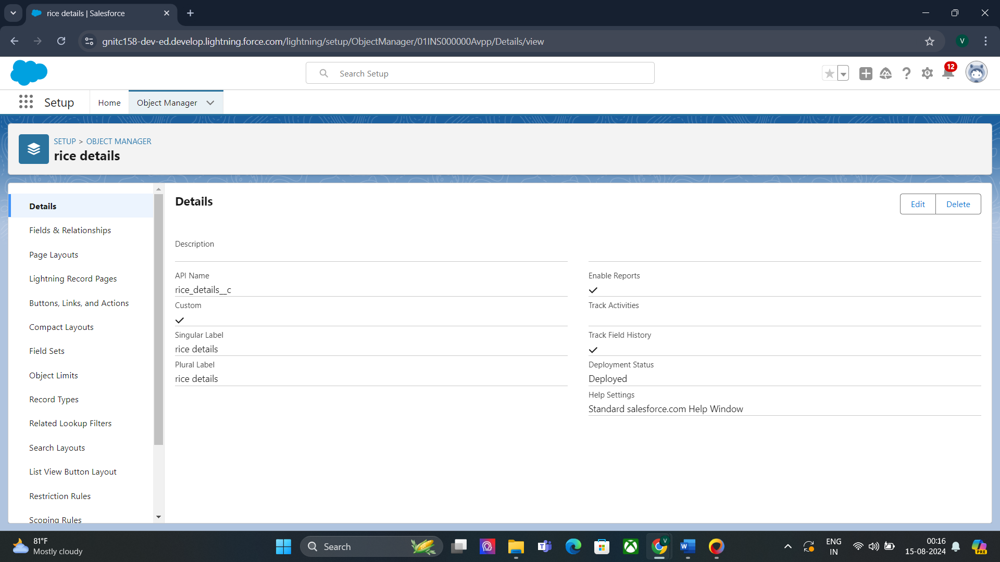 rice details | Salesforce
gnitc158-dev-ed.develop.lightning.force.com/lightning/setup/ObjectManager/01INS000000Avpp/Details/view
V
Search Setup
12
Setup
Home
Object Manager
SETUP > OBJECT MANAGER
rice details
Details
Fields & Relationships
Page Layouts
Lightning Record Pages
Buttons, Links, and Actions
Compact Layouts
Field Sets
Object Limits
Record Types
Related Lookup Filters
Search Layouts
List View Button Layout
Restriction Rules
Scoping Rules
Details
Edit
Delete
Description
API Name
rice_details__c
Custom
Singular Label
rice details
Plural Label
rice details
Enable Reports
Track Activities
Track Field History
Deployment Status
Deployed
Help Settings
Standard salesforce.com Help Window
81°F
Mostly cloudy
Search
V
ENG
IN
00:16
15-08-2024
PRE